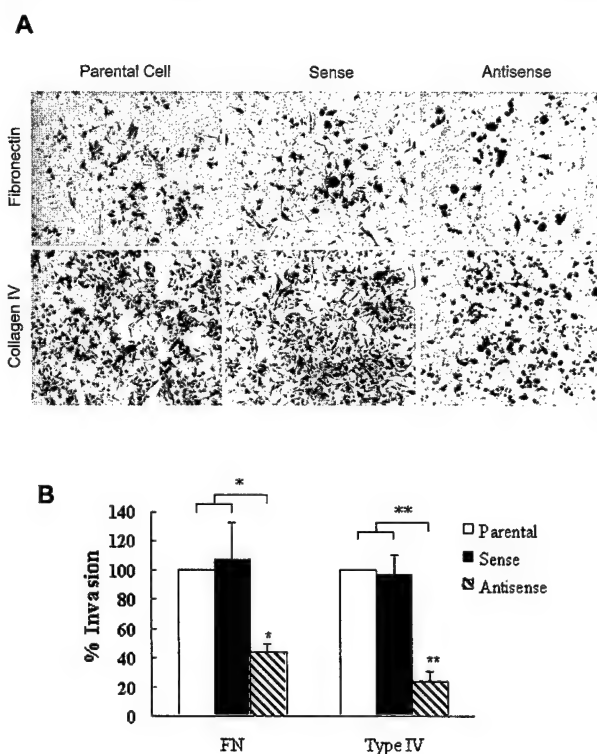 A
Parental Cell Sense Antisense
Fibronectin
Collagen IV
B
% Invasion
140
120
100
80
60
40
20
0
*
**
*
**
Parental
Sense
Antisense
FN Type IV